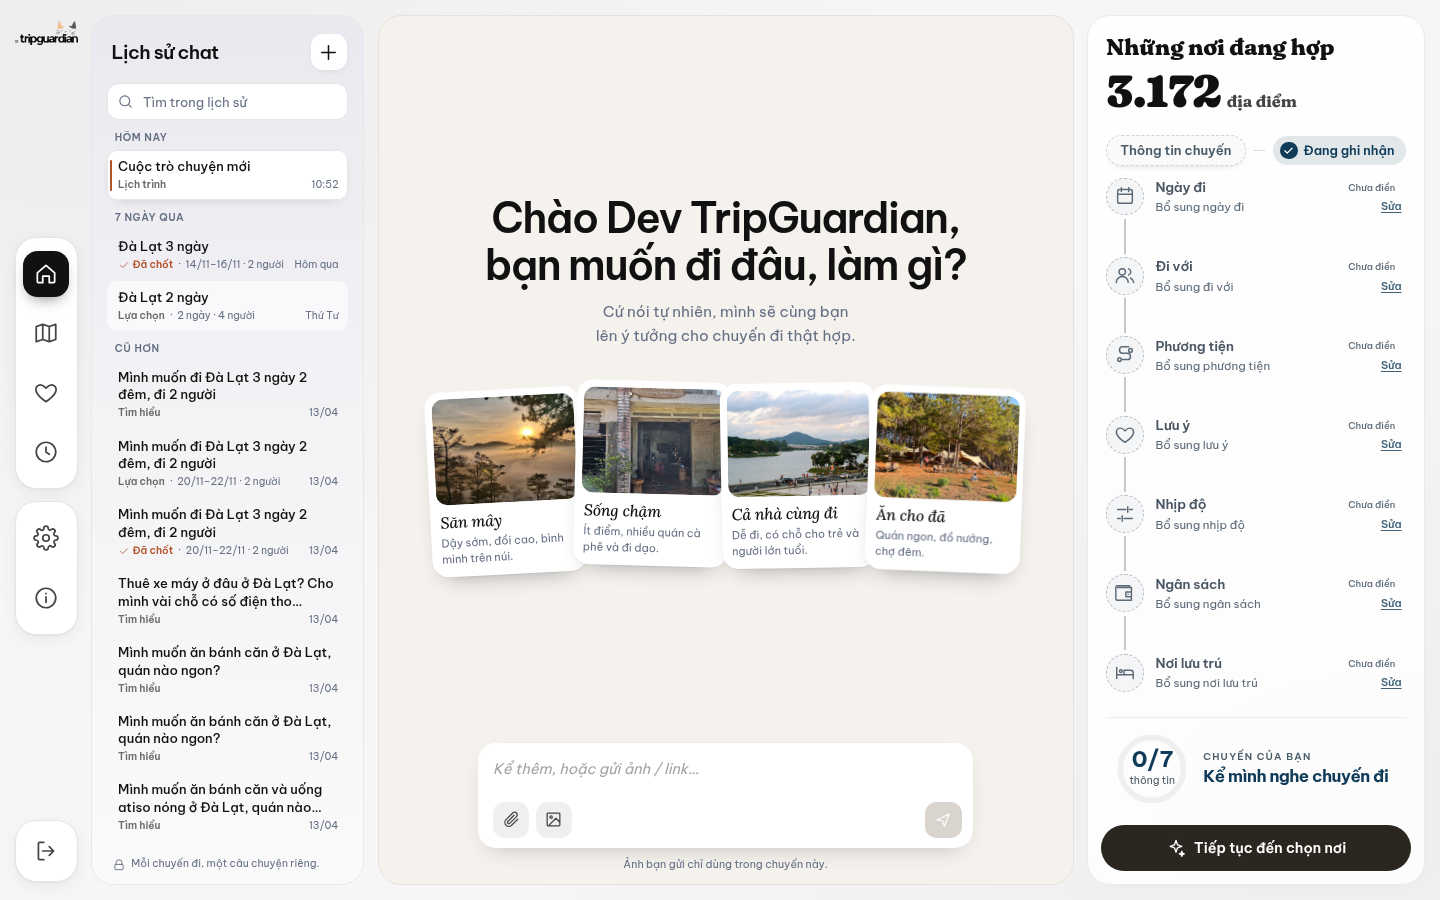 tripguardian
Lịch sử chat
Tìm trong lịch sử
HÔM NAY
Cuộc trò chuyện mới
Lịch trình 10:52
7 NGÀY QUA
Đà Lạt 3 ngày
Đã chốt · 14/11–16/11 · 2 người Hôm qua
Đà Lạt 2 ngày
Lựa chọn · 2 ngày · 4 người Thứ Tư
CŨ HƠN
Mình muốn đi Đà Lạt 3 ngày 2
đêm, đi 2 người
Tìm hiểu 13/04
Mình muốn đi Đà Lạt 3 ngày 2
đêm, đi 2 người
Lựa chọn · 20/11–22/11 · 2 người 13/04
Mình muốn đi Đà Lạt 3 ngày 2
đêm, đi 2 người
Đã chốt · 20/11–22/11 · 2 người 13/04
Thuê xe máy ở đâu ở Đà Lạt? Cho
mình vài chỗ có số điện tho...
Tìm hiểu 13/04
Mình muốn ăn bánh căn ở Đà Lạt,
quán nào ngon?
Tìm hiểu 13/04
Mình muốn ăn bánh căn ở Đà Lạt,
quán nào ngon?
Tìm hiểu 13/04
Mình muốn ăn bánh căn và uống
atiso nóng ở Đà Lạt, quán nào...
Tìm hiểu 13/04
Mỗi chuyến đi, một câu chuyện riêng.
Chào Dev TripGuardian,
bạn muốn đi đâu, làm gì?
Cứ nói tự nhiên, mình sẽ cùng bạn
lên ý tưởng cho chuyến đi thật hợp.
Săn mây
Dậy sớm, đồi cao, bình
minh trên núi.
Sống chậm
Ít điểm, nhiều quán cà
phê và đi dạo.
Cả nhà cùng đi
Dễ đi, có chỗ cho trẻ và
người lớn tuổi.
Ăn cho đã
Quán ngon, đồ nướng,
chợ đêm.
Kể thêm, hoặc gửi ảnh / link...
Ảnh bạn gửi chỉ dùng trong chuyến này.
Những nơi đang hợp
3.172 địa điểm
Thông tin chuyến Đang ghi nhận
Ngày đi Chưa điền
Bổ sung ngày đi Sửa
Đi với Chưa điền
Bổ sung đi với Sửa
Phương tiện Chưa điền
Bổ sung phương tiện Sửa
Lưu ý Chưa điền
Bổ sung lưu ý Sửa
Nhịp độ Chưa điền
Bổ sung nhịp độ Sửa
Ngân sách Chưa điền
Bổ sung ngân sách Sửa
Nơi lưu trú Chưa điền
Bổ sung nơi lưu trú Sửa
0/7
thông tin
CHUYẾN CỦA BẠN
Kể mình nghe chuyến đi
Tiếp tục đến chọn nơi